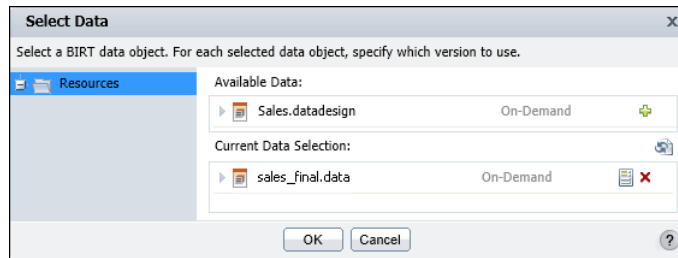 Select Data
X
Select a BIRT data object. For each selected data object, specify which version to use.
Resources
Available Data:
Sales.datadesign On-Demand
Current Data Selection:
sales_final.data On-Demand
OK Cancel
?